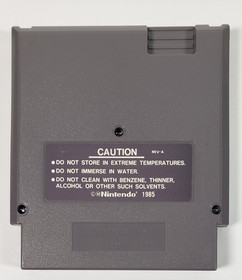 CAUTION REV-A
• DO NOT STORE IN EXTREME TEMPERATURES.
• DO NOT IMMERSE IN WATER.
• DO NOT CLEAN WITH BENZENE, THINNER,
ALCOHOL OR OTHER SUCH SOLVENTS.
©Nintendo® 1985